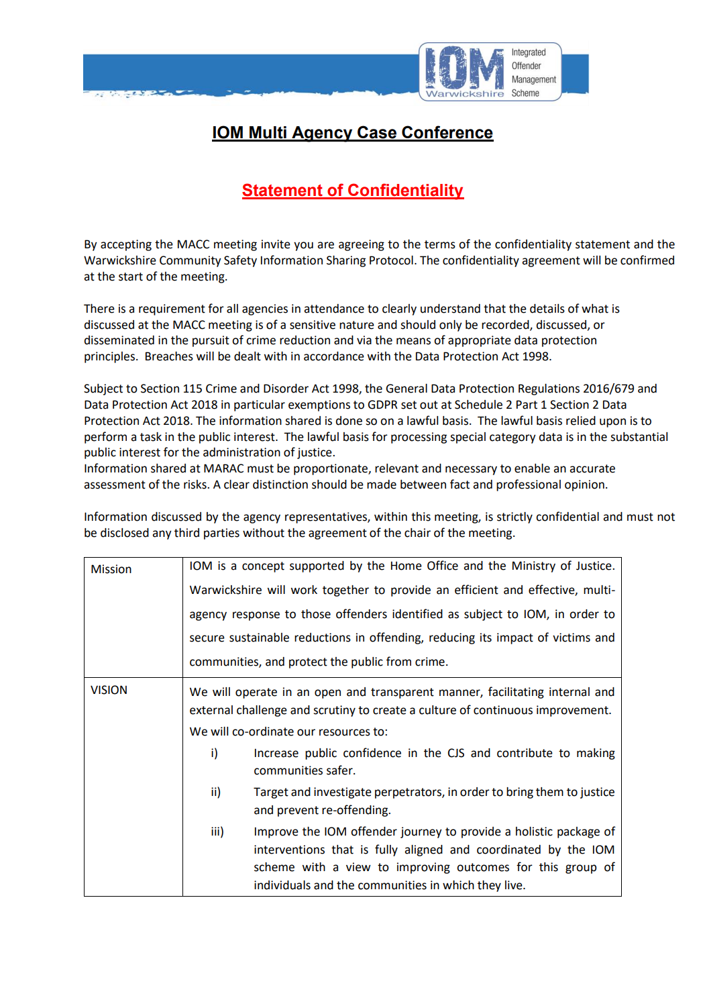 IOM
Warwickshire
Integrated
Offender
Management
Scheme
IOM Multi Agency Case Conference
Statement of Confidentiality
By accepting the MACC meeting invite you are agreeing to the terms of the confidentiality statement and the
Warwickshire Community Safety Information Sharing Protocol. The confidentiality agreement will be confirmed
at the start of the meeting.
There is a requirement for all agencies in attendance to clearly understand that the details of what is
discussed at the MACC meeting is of a sensitive nature and should only be recorded, discussed, or
disseminated in the pursuit of crime reduction and via the means of appropriate data protection
principles.  Breaches will be dealt with in accordance with the Data Protection Act 1998.
Subject to Section 115 Crime and Disorder Act 1998, the General Data Protection Regulations 2016/679 and
Data Protection Act 2018 in particular exemptions to GDPR set out at Schedule 2 Part 1 Section 2 Data
Protection Act 2018. The information shared is done so on a lawful basis.  The lawful basis relied upon is to
perform a task in the public interest.  The lawful basis for processing special category data is in the substantial
public interest for the administration of justice.
Information shared at MARAC must be proportionate, relevant and necessary to enable an accurate
assessment of the risks. A clear distinction should be made between fact and professional opinion.
Information discussed by the agency representatives, within this meeting, is strictly confidential and must not
be disclosed any third parties without the agreement of the chair of the meeting.
Mission
IOM is a concept supported by the Home Office and the Ministry of Justice.
Warwickshire will work together to provide an efficient and effective, multi-
agency response to those offenders identified as subject to IOM, in order to
secure sustainable reductions in offending, reducing its impact of victims and
communities, and protect the public from crime.
VISION
We will operate in an open and transparent manner, facilitating internal and
external challenge and scrutiny to create a culture of continuous improvement.
We will co-ordinate our resources to:
i) Increase public confidence in the CJS and contribute to making
communities safer.
ii) Target and investigate perpetrators, in order to bring them to justice
and prevent re-offending.
iii) Improve the IOM offender journey to provide a holistic package of
interventions that is fully aligned and coordinated by the IOM
scheme with a view to improving outcomes for this group of
individuals and the communities in which they live.